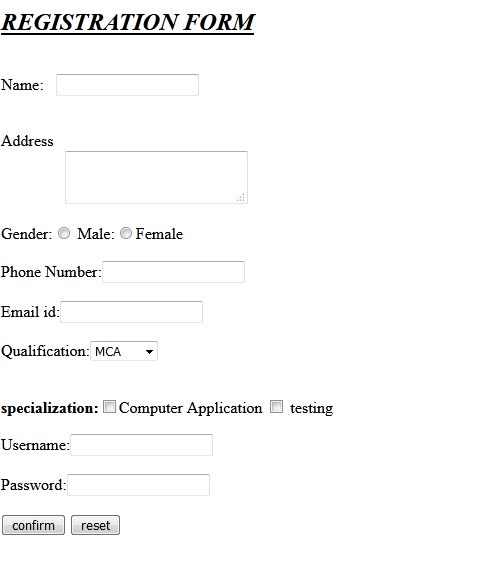 REGISTRATION FORM
Name:
Address
Gender: Male: Female
Phone Number:
Email id:
Qualification: MCA
specialization: Computer Application testing
Username:
Password:
confirm reset